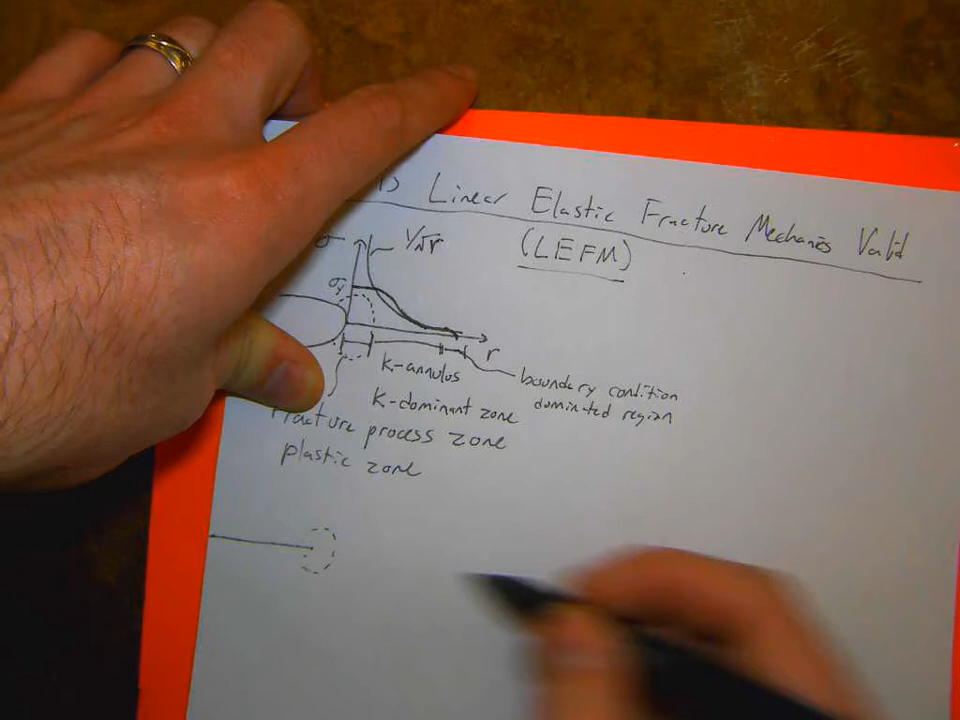 is Linear Elastic Fracture Mechanics Valid
(LEFM)
σ 1/√r
σy
r
K-annulus
K-dominant zone
boundary condition
dominated region
fracture process zone
plastic zone